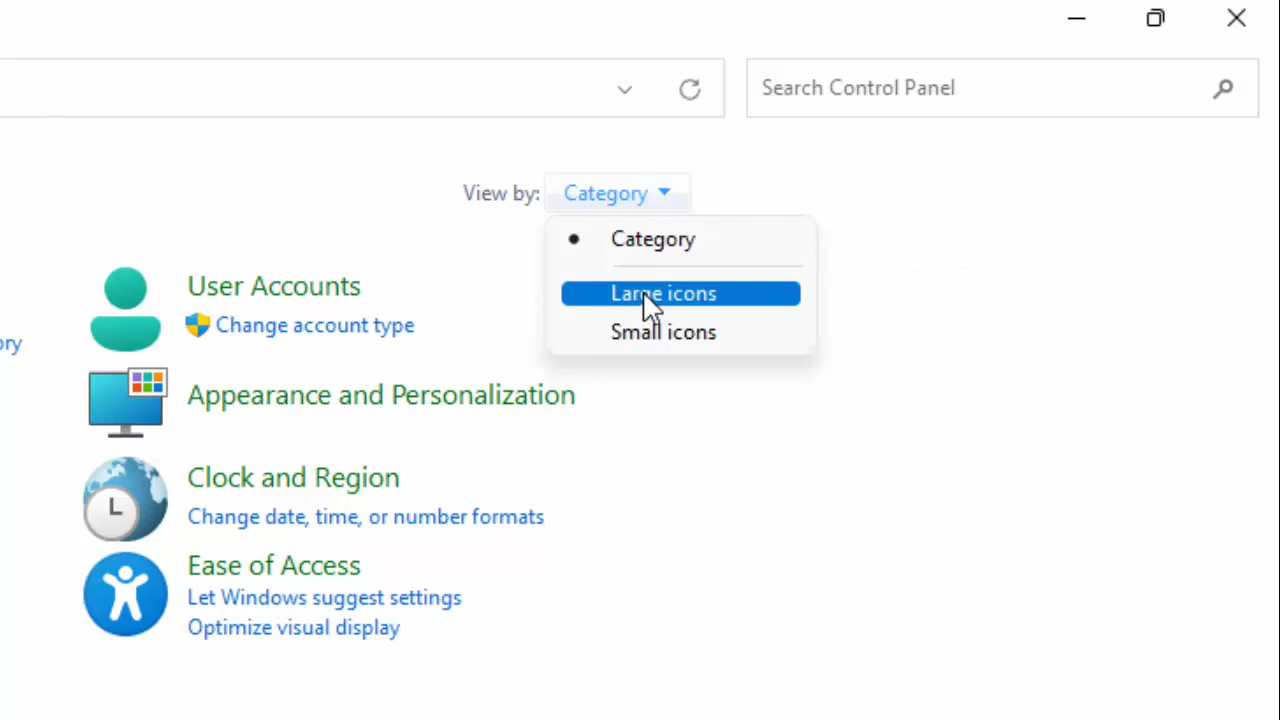 Search Control Panel
View by: Category
Category
Large icons
Small icons
User Accounts
Change account type
ory
Appearance and Personalization
Clock and Region
Change date, time, or number formats
Ease of Access
Let Windows suggest settings
Optimize visual display